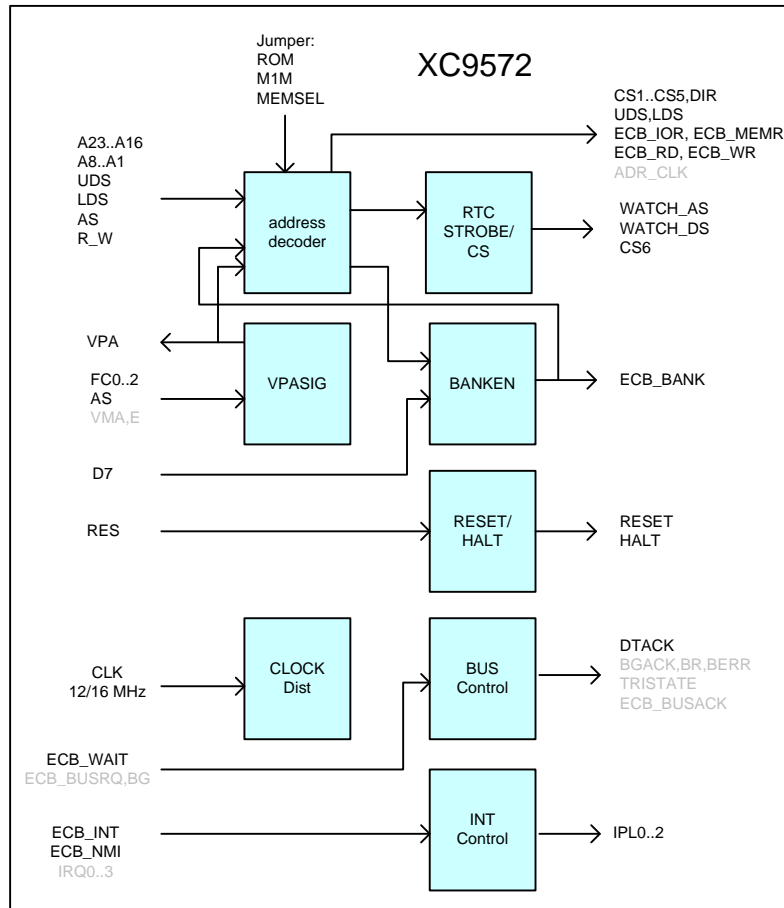 Jumper:
ROM
M1M
MEMSEL
XC9572
CS1..CS5,DIR
UDS,LDS
ECB_IOR, ECB_MEMR
ECB_RD, ECB_WR
ADR_CLK
A23..A16
A8..A1
UDS
LDS
AS
R_W
address
decoder
RTC
STROBE/
CS
WATCH_AS
WATCH_DS
CS6
VPA
FC0..2
AS
VMA,E
VPASIG
BANKEN
ECB_BANK
D7
RES
RESET/
HALT
RESET
HALT
CLK
12/16 MHz
CLOCK
Dist
BUS
Control
DTACK
BGACK,BR,BERR
TRISTATE
ECB_BUSACK
ECB_WAIT
ECB_BUSRQ,BG
ECB_INT
ECB_NMI
IRQ0..3
INT
Control
IPL0..2